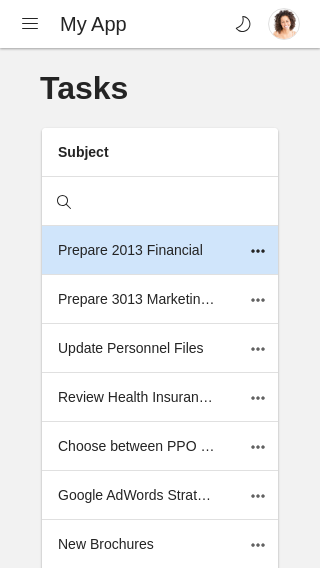 My App
Tasks
Subject
Prepare 2013 Financial
Prepare 3013 Marketin…
Update Personnel Files
Review Health Insuran…
Choose between PPO …
Google AdWords Strat…
New Brochures